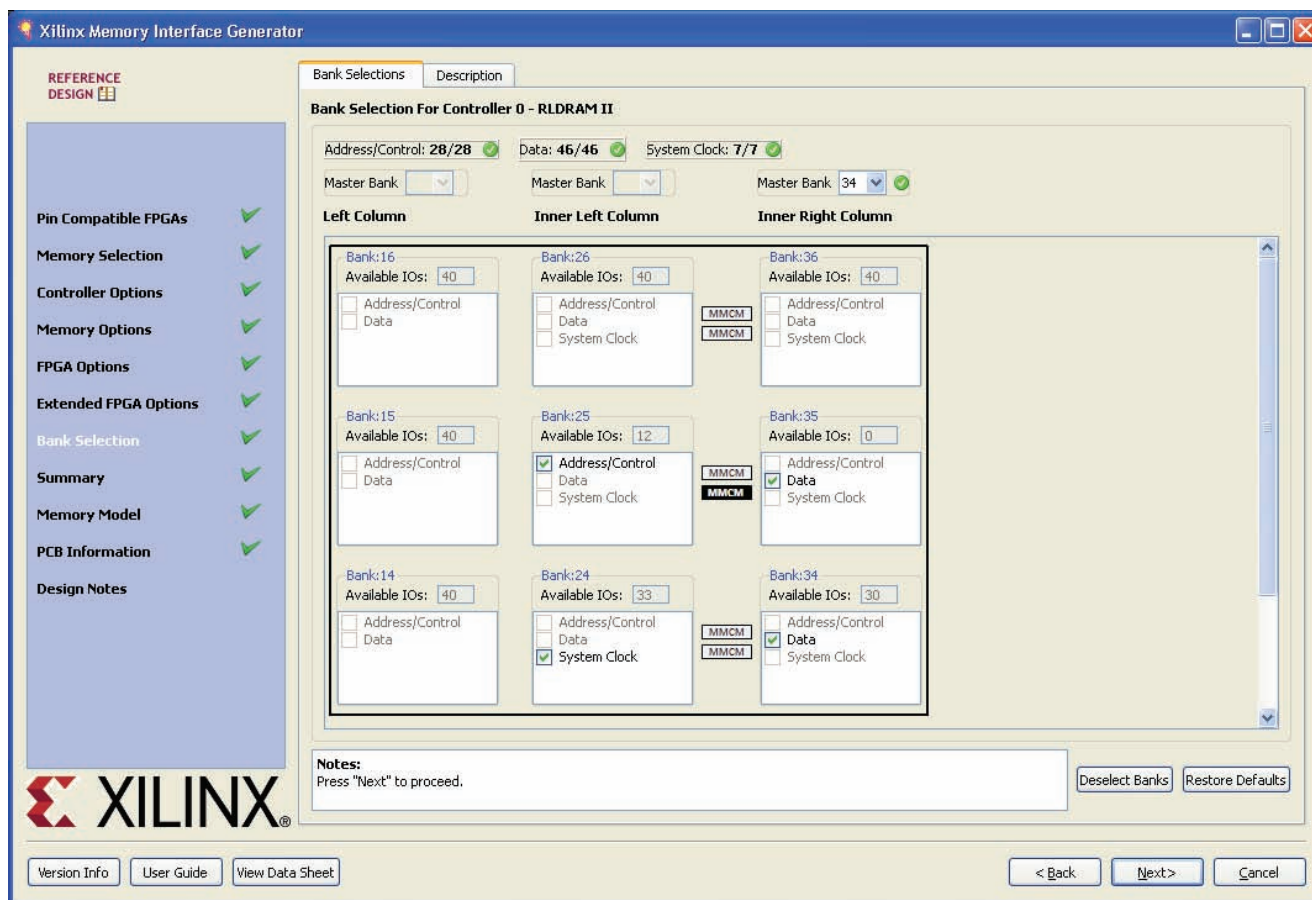 Xilinx Memory Interface Generator
REFERENCE
DESIGN
Pin Compatible FPGAs
Memory Selection
Controller Options
Memory Options
FPGA Options
Extended FPGA Options
Bank Selection
Summary
Memory Model
PCB Information
Design Notes
XILINX®
Bank Selections Description
Bank Selection For Controller 0 - RLDRAM II
Address/Control: 28/28 Data: 46/46 System Clock: 7/7
Master Bank Master Bank Master Bank 34
Left Column Inner Left Column Inner Right Column
Bank:16 Bank:26 Bank:36
Available IOs: 40 Available IOs: 40 Available IOs: 40
Address/Control Address/Control Address/Control
Data Data MMCM Data
System Clock MMCM System Clock
Bank:15 Bank:25 Bank:35
Available IOs: 40 Available IOs: 12 Available IOs: 0
Address/Control Address/Control Address/Control
Data Data MMCM Data
System Clock MMCM System Clock
Bank:14 Bank:24 Bank:34
Available IOs: 40 Available IOs: 33 Available IOs: 30
Address/Control Address/Control Address/Control
Data Data MMCM Data
System Clock MMCM System Clock
Notes:
Press "Next" to proceed.
Deselect Banks Restore Defaults
Version Info User Guide View Data Sheet < Back Next> Cancel